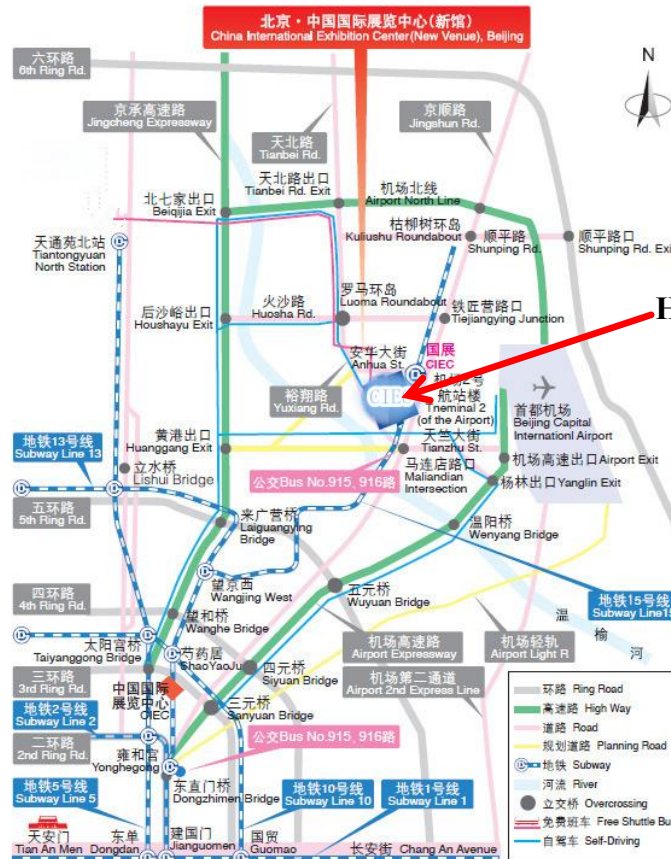 北京·中国国际展览中心(新馆)
China International Exhibition Center(New Venue), Beijing
六环路
6th Ring Rd.
N
京承高速路
Jingcheng Expressway
京顺路
Jingshun Rd.
天北路
Tianbei Rd.
天北路出口
Tianbei Rd. Exit
机场北线
Airport North Line
北七家出口
Beiqijia Exit
枯柳树环岛
Kuliushu Roundabout
顺平路
Shunping Rd.
顺平路口
Shunping Rd. Exi
天通苑北站
Tiantongyuan
North Station
后沙峪出口
Houshayu Exit
火沙路
Huosha Rd.
罗马环岛
Luoma Roundabout
铁匠营路口
Tiejiangying Junction
H
安华大街
Anhua St.
国展
CIEC
CIEC
机场2号
航站楼
Tneminal 2
(of the Airport)
首都机场
Beijing Capital
Internationl Airport
裕翔路
Yuxiang Rd.
黄港出口
Huanggang Exit
天竺大街
Tianzhu St.
地铁13号线
Subway Line 13
立水桥
Lishui Bridge
公交Bus No.915, 916路
马连店路口
Maliandian
Intersection
机场高速出口Airport Exit
杨林出口Yanglin Exit
五环路
5th Ring Rd.
来广营桥
Laiguangying
Bridge
温阳桥
Wenyang Bridge
四环路
4th Ring Rd.
望京西
Wangjing West
五元桥
Wuyuan Bridge
地铁15号线
Subway Line15
望和桥
Wanghe Bridge
温
榆
河
太阳宫桥
Taiyanggong Bridge
芍药居
ShaoYaoJu
机场高速路
Airport Expressway
机场轻轨
Airport Light R
三环路
3rd Ring Rd.
四元桥
Siyuan Bridge
机场第二通道
Airport 2nd Express Line
中国国际
展览中心
CIEC
三元桥
Sanyuan Bridge
地铁2号线
Subway Line 2
公交Bus No.915, 916路
二环路
2nd Ring Rd.
雍和宫
Yonghegong
东直门桥
Dongzhimen Bridge
地铁5号线
Subway Line 5
地铁10号线
Subway Line 10
地铁1号线
Subway Line 1
天安门
Tian An Men
东单
Dongdan
建国门
Jianguomen
国贸
Guomao
长安街 Chang An Avenue
环路 Ring Road
高速路 High Way
道路 Road
规划道路 Planning Road
地铁 Subway
河流 River
立交桥 Overcrossing
免费班车 Free Shuttle Bu
自驾车 Self-Driving